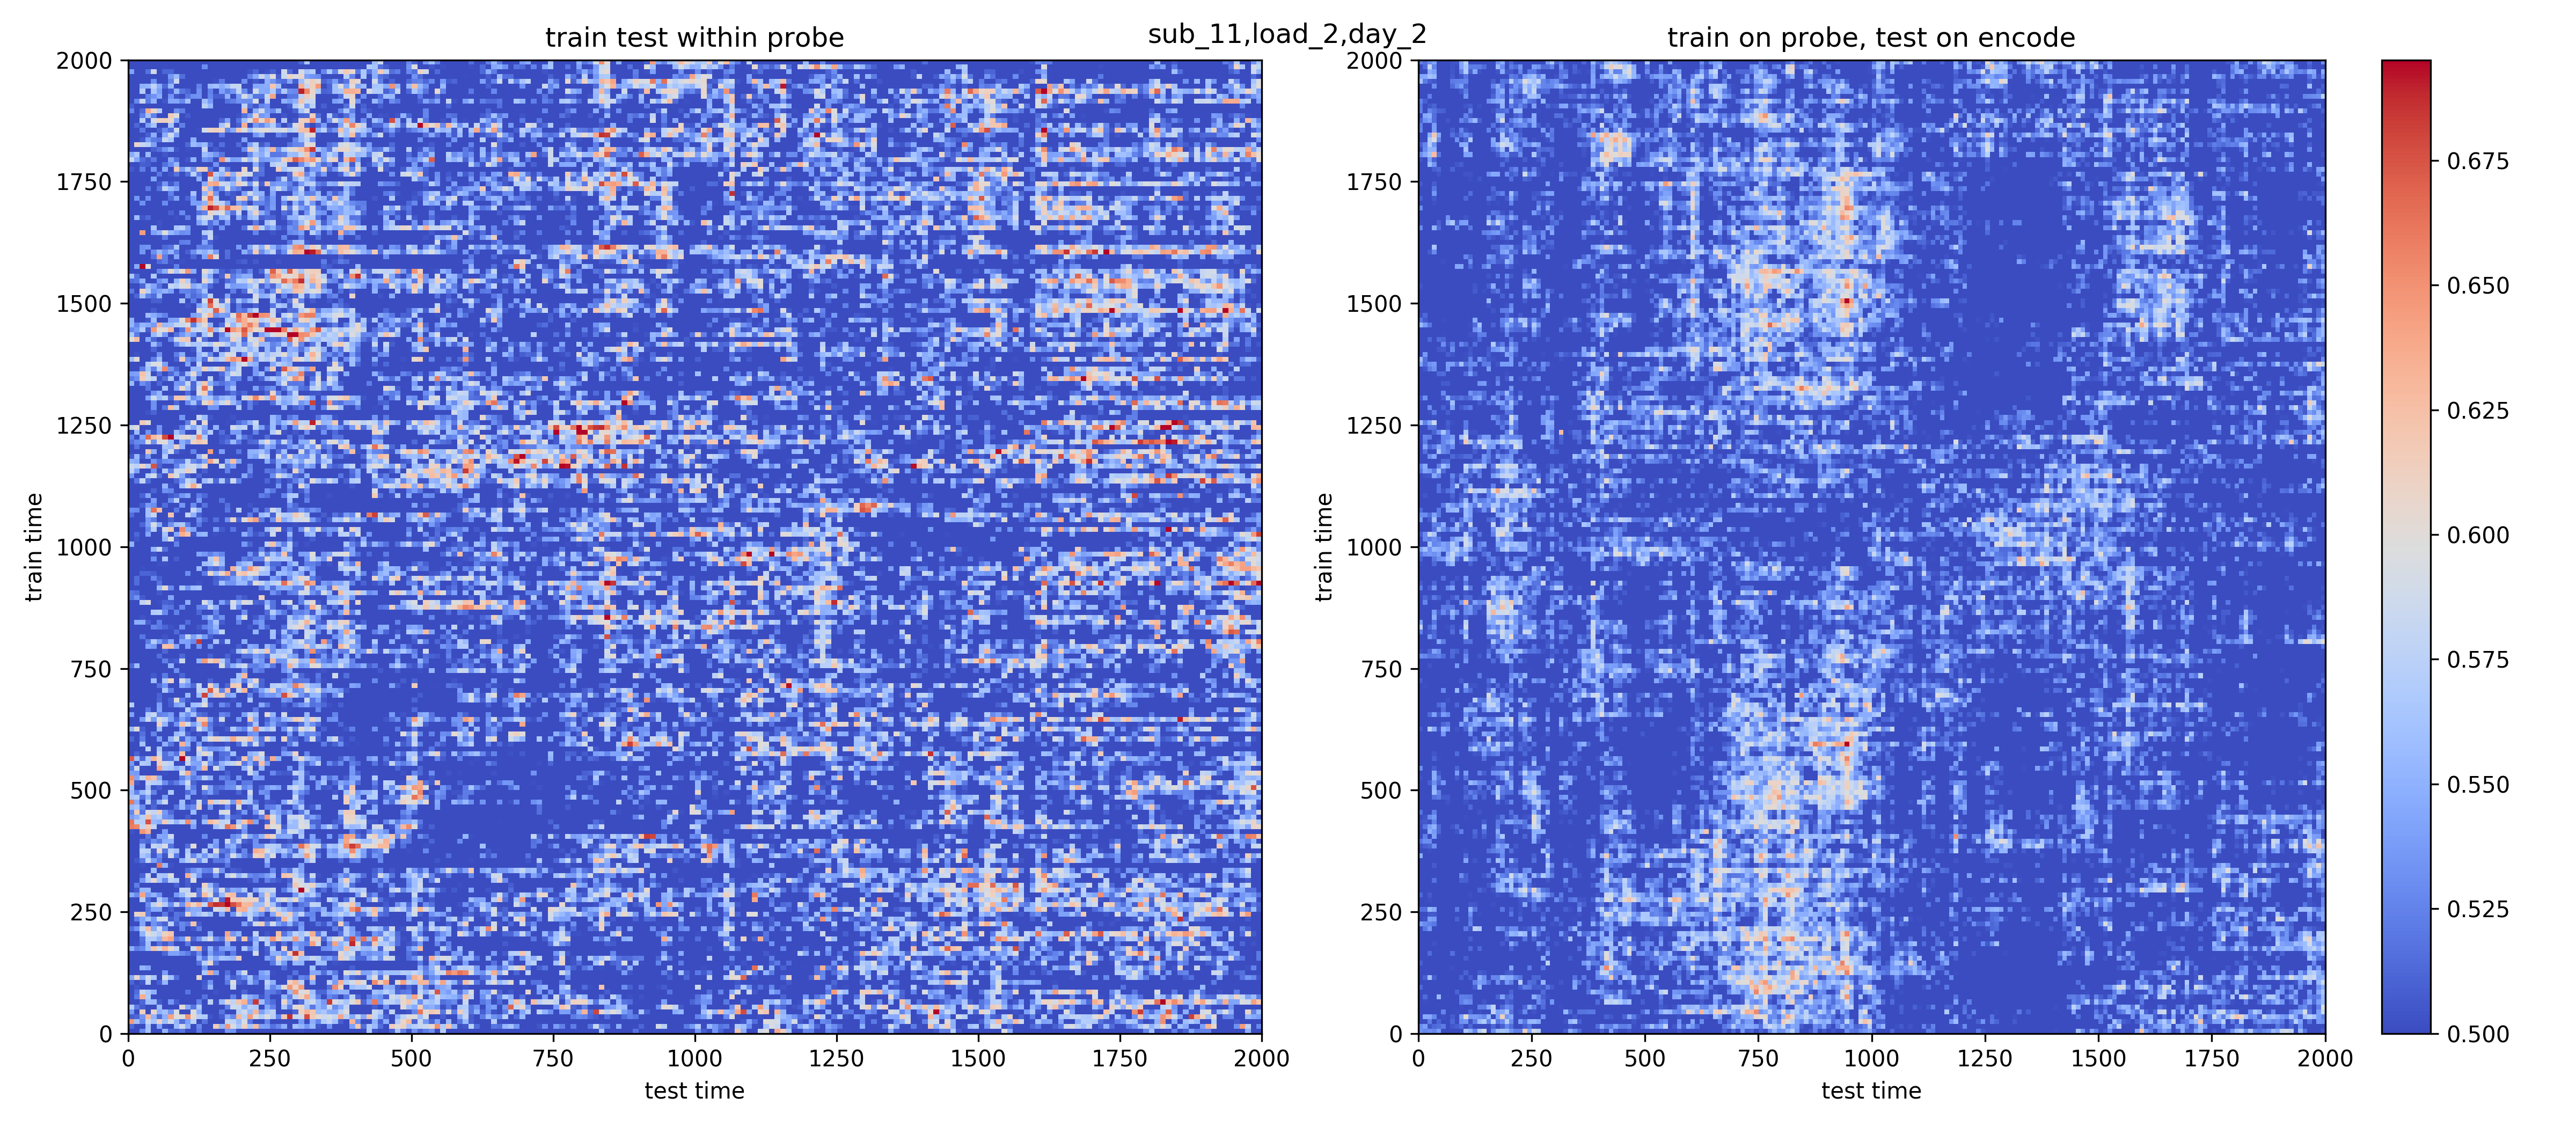 sub_11,load_2,day_2
train test within probe
train time
2000
1750
1500
1250
1000
750
500
250
0
0 250 500 750 1000 1250 1500 1750 2000
test time
train on probe, test on encode
train time
2000
1750
1500
1250
1000
750
500
250
0
0 250 500 750 1000 1250 1500 1750 2000
test time
0.675
0.650
0.625
0.600
0.575
0.550
0.525
0.500